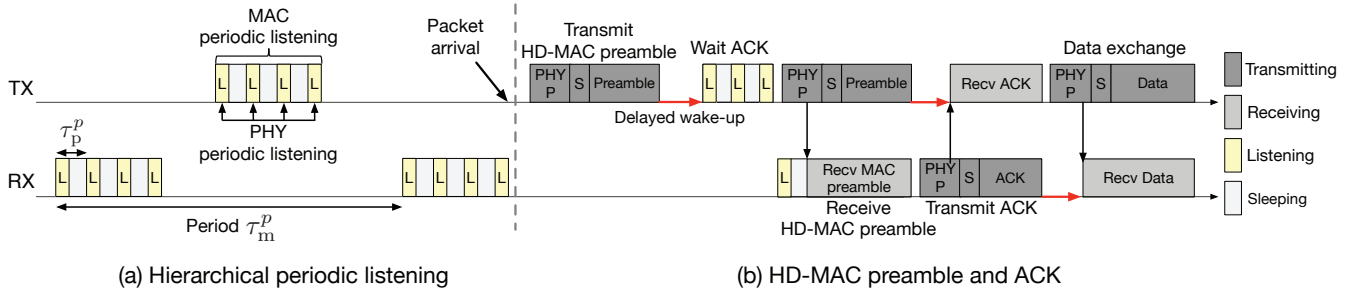 MAC
periodic listening
Packet
arrival
Transmit
HD-MAC preamble
Wait ACK
Data exchange
TX
L L L L
PHY
P
S
Preamble
L L L
PHY
P
S
Preamble
Recv ACK
PHY
P
S
Data
Delayed wake-up
PHY
periodic listening
τ_p^p
RX
L L L L
L L L L
L
Recv MAC
preamble
PHY
P
S
ACK
Recv Data
Receive
HD-MAC preamble
Transmit ACK
Period τ_m^p
Transmitting
Receiving
Listening
Sleeping
(a) Hierarchical periodic listening
(b) HD-MAC preamble and ACK